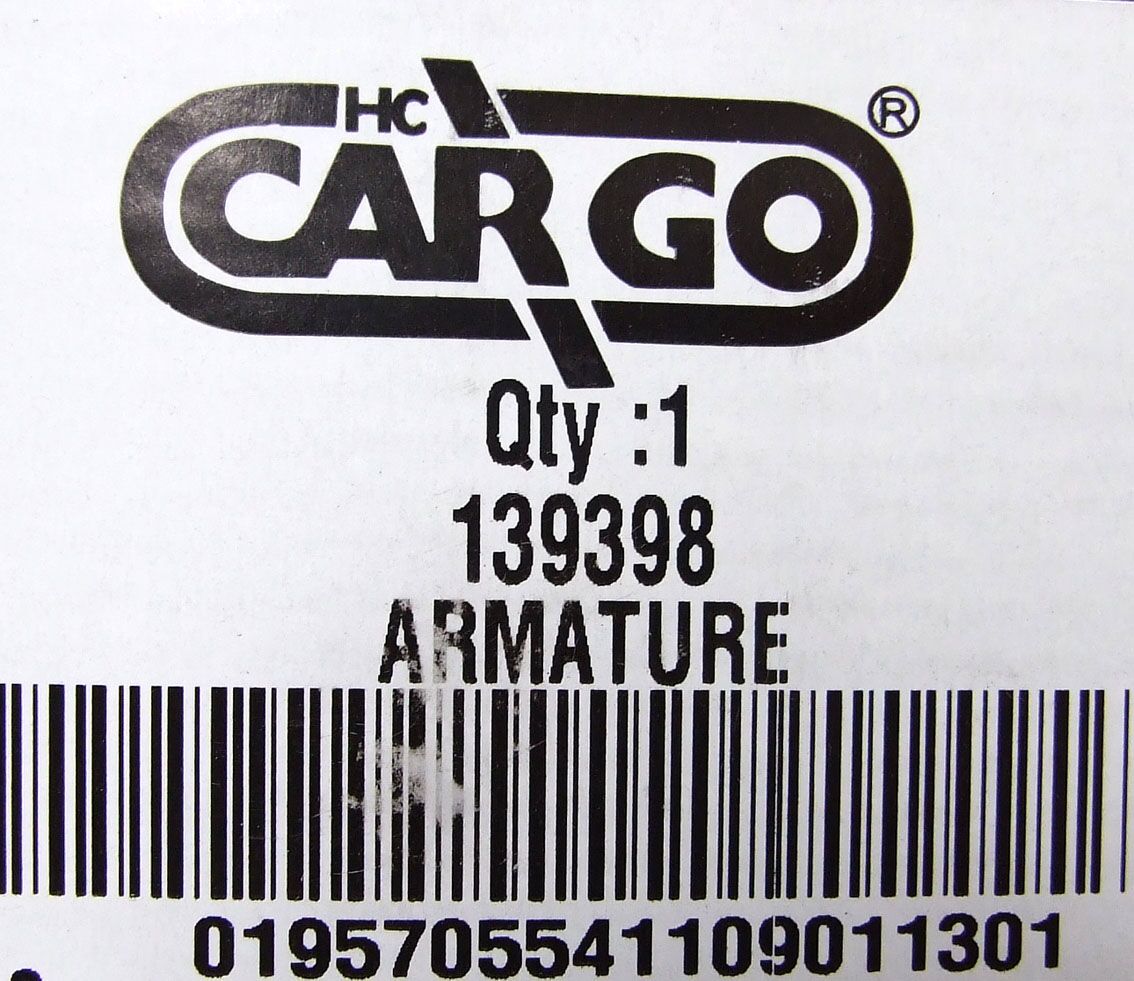 HC
CARGO®
Qty :1
139398
ARMATURE
0195705541109011301